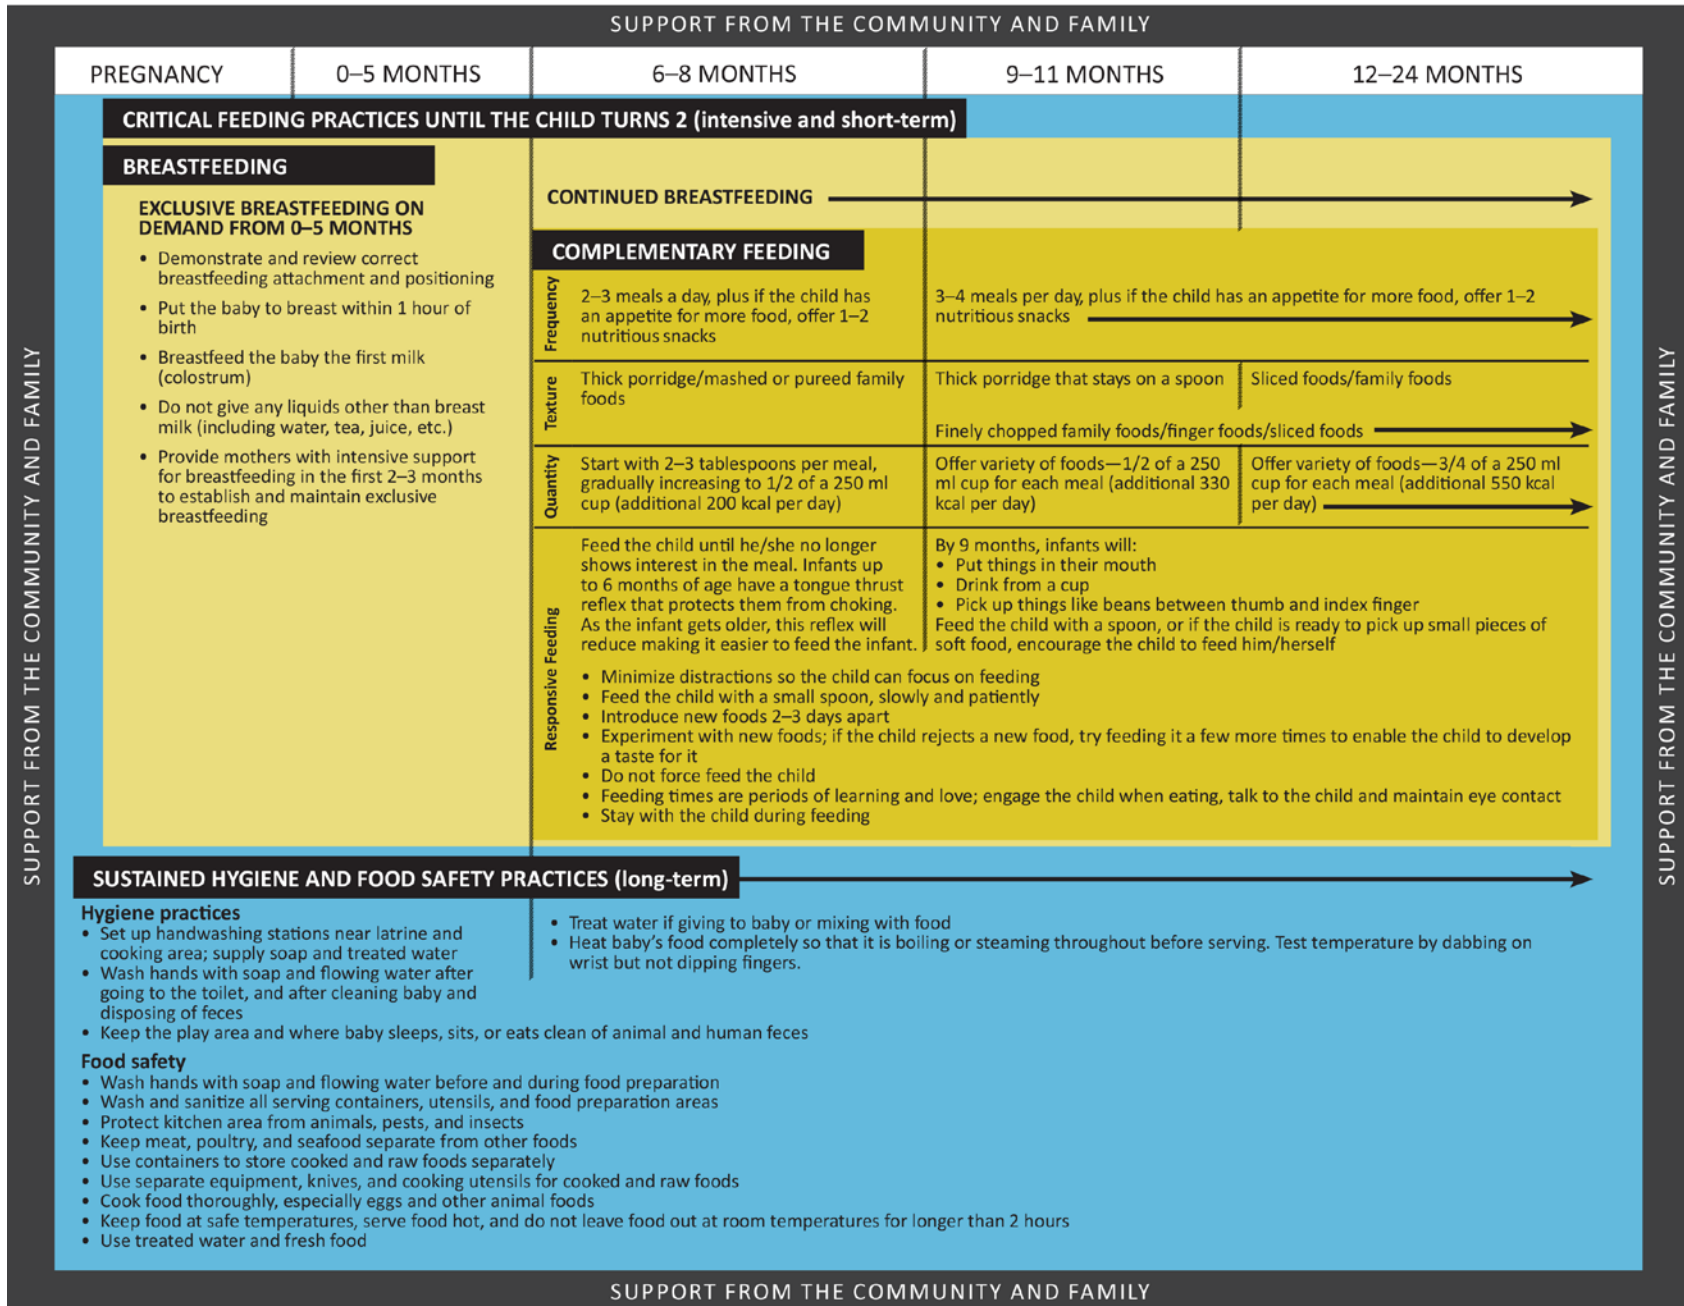 SUPPORT FROM THE COMMUNITY AND FAMILY
PREGNANCY
0–5 MONTHS
6–8 MONTHS
9–11 MONTHS
12–24 MONTHS
CRITICAL FEEDING PRACTICES UNTIL THE CHILD TURNS 2 (intensive and short-term)
BREASTFEEDING
EXCLUSIVE BREASTFEEDING ON
DEMAND FROM 0–5 MONTHS
• Demonstrate and review correct
breastfeeding attachment and positioning
• Put the baby to breast within 1 hour of
birth
• Breastfeed the baby the first milk
(colostrum)
• Do not give any liquids other than breast
milk (including water, tea, juice, etc.)
• Provide mothers with intensive support
for breastfeeding in the first 2–3 months
to establish and maintain exclusive
breastfeeding
CONTINUED BREASTFEEDING
COMPLEMENTARY FEEDING
Frequency
2–3 meals a day, plus if the child has
an appetite for more food, offer 1–2
nutritious snacks
3–4 meals per day, plus if the child has an appetite for more food, offer 1–2
nutritious snacks
Texture
Thick porridge/mashed or pureed family
foods
Thick porridge that stays on a spoon
Sliced foods/family foods
Finely chopped family foods/finger foods/sliced foods
Quantity
Start with 2–3 tablespoons per meal,
gradually increasing to 1/2 of a 250 ml
cup (additional 200 kcal per day)
Offer variety of foods—1/2 of a 250
ml cup for each meal (additional 330
kcal per day)
Offer variety of foods—3/4 of a 250 ml
cup for each meal (additional 550 kcal
per day)
Responsive Feeding
Feed the child until he/she no longer
shows interest in the meal. Infants up
to 6 months of age have a tongue thrust
reflex that protects them from choking.
As the infant gets older, this reflex will
reduce making it easier to feed the infant.
By 9 months, infants will:
• Put things in their mouth
• Drink from a cup
• Pick up things like beans between thumb and index finger
Feed the child with a spoon, or if the child is ready to pick up small pieces of
soft food, encourage the child to feed him/herself
• Minimize distractions so the child can focus on feeding
• Feed the child with a small spoon, slowly and patiently
• Introduce new foods 2–3 days apart
• Experiment with new foods; if the child rejects a new food, try feeding it a few more times to enable the child to develop
a taste for it
• Do not force feed the child
• Feeding times are periods of learning and love; engage the child when eating, talk to the child and maintain eye contact
• Stay with the child during feeding
SUSTAINED HYGIENE AND FOOD SAFETY PRACTICES (long-term)
Hygiene practices
• Set up handwashing stations near latrine and
cooking area; supply soap and treated water
• Wash hands with soap and flowing water after
going to the toilet, and after cleaning baby and
disposing of feces
• Keep the play area and where baby sleeps, sits, or eats clean of animal and human feces
• Treat water if giving to baby or mixing with food
• Heat baby's food completely so that it is boiling or steaming throughout before serving. Test temperature by dabbing on
wrist but not dipping fingers.
Food safety
• Wash hands with soap and flowing water before and during food preparation
• Wash and sanitize all serving containers, utensils, and food preparation areas
• Protect kitchen area from animals, pests, and insects
• Keep meat, poultry, and seafood separate from other foods
• Use containers to store cooked and raw foods separately
• Use separate equipment, knives, and cooking utensils for cooked and raw foods
• Cook food thoroughly, especially eggs and other animal foods
• Keep food at safe temperatures, serve food hot, and do not leave food out at room temperatures for longer than 2 hours
• Use treated water and fresh food
SUPPORT FROM THE COMMUNITY AND FAMILY
SUPPORT FROM THE COMMUNITY AND FAMILY
SUPPORT FROM THE COMMUNITY AND FAMILY